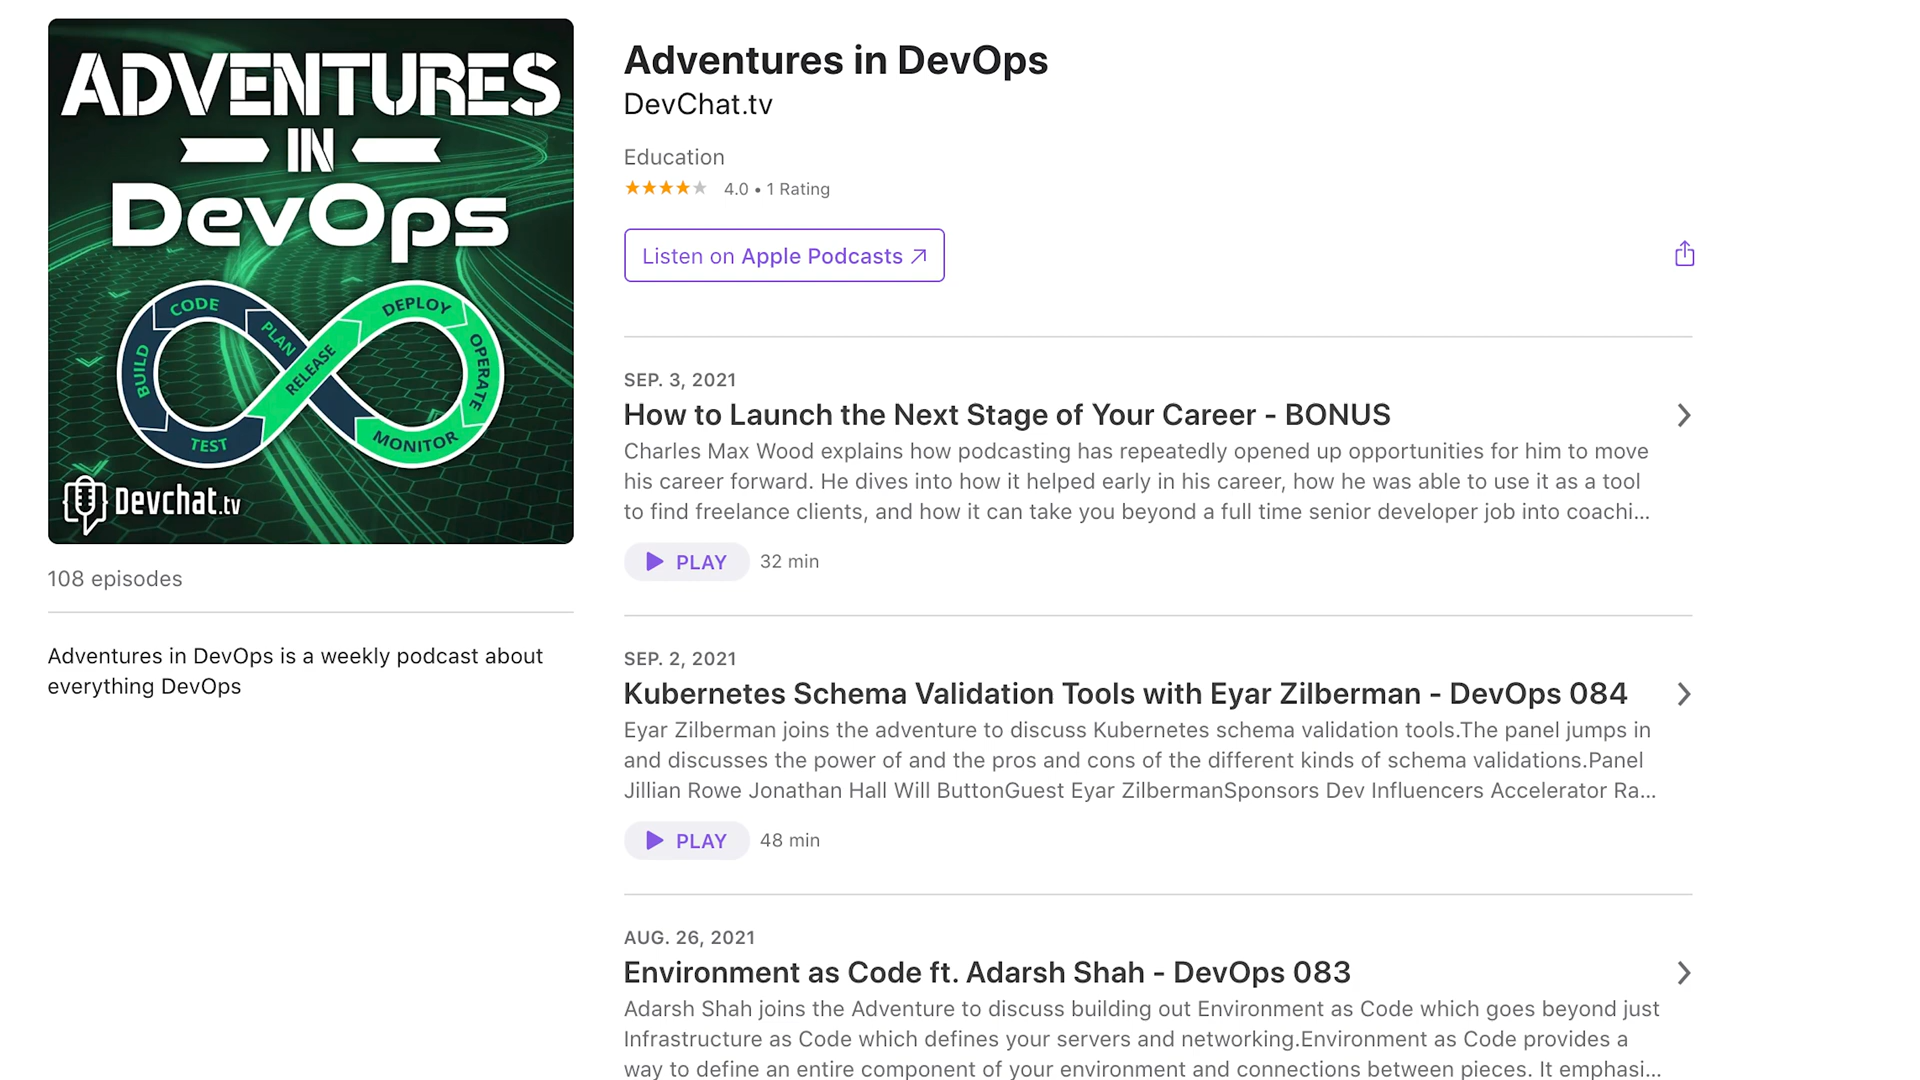 ADVENTURES
IN
DevOps
CODE
PLAN
BUILD
TEST
RELEASE
DEPLOY
OPERATE
MONITOR
Devchat.tv
108 episodes
Adventures in DevOps is a weekly podcast about
everything DevOps
Adventures in DevOps
DevChat.tv
Education
4.0 • 1 Rating
Listen on Apple Podcasts ↗
SEP. 3, 2021
How to Launch the Next Stage of Your Career - BONUS
Charles Max Wood explains how podcasting has repeatedly opened up opportunities for him to move
his career forward. He dives into how it helped early in his career, how he was able to use it as a tool
to find freelance clients, and how it can take you beyond a full time senior developer job into coachi...
PLAY 32 min
SEP. 2, 2021
Kubernetes Schema Validation Tools with Eyar Zilberman - DevOps 084
Eyar Zilberman joins the adventure to discuss Kubernetes schema validation tools.The panel jumps in
and discusses the power of and the pros and cons of the different kinds of schema validations.Panel
Jillian Rowe Jonathan Hall Will ButtonGuest Eyar ZilbermanSponsors Dev Influencers Accelerator Ra...
PLAY 48 min
AUG. 26, 2021
Environment as Code ft. Adarsh Shah - DevOps 083
Adarsh Shah joins the Adventure to discuss building out Environment as Code which goes beyond just
Infrastructure as Code which defines your servers and networking.Environment as Code provides a
way to define an entire component of your environment and connections between pieces. It emphasi...